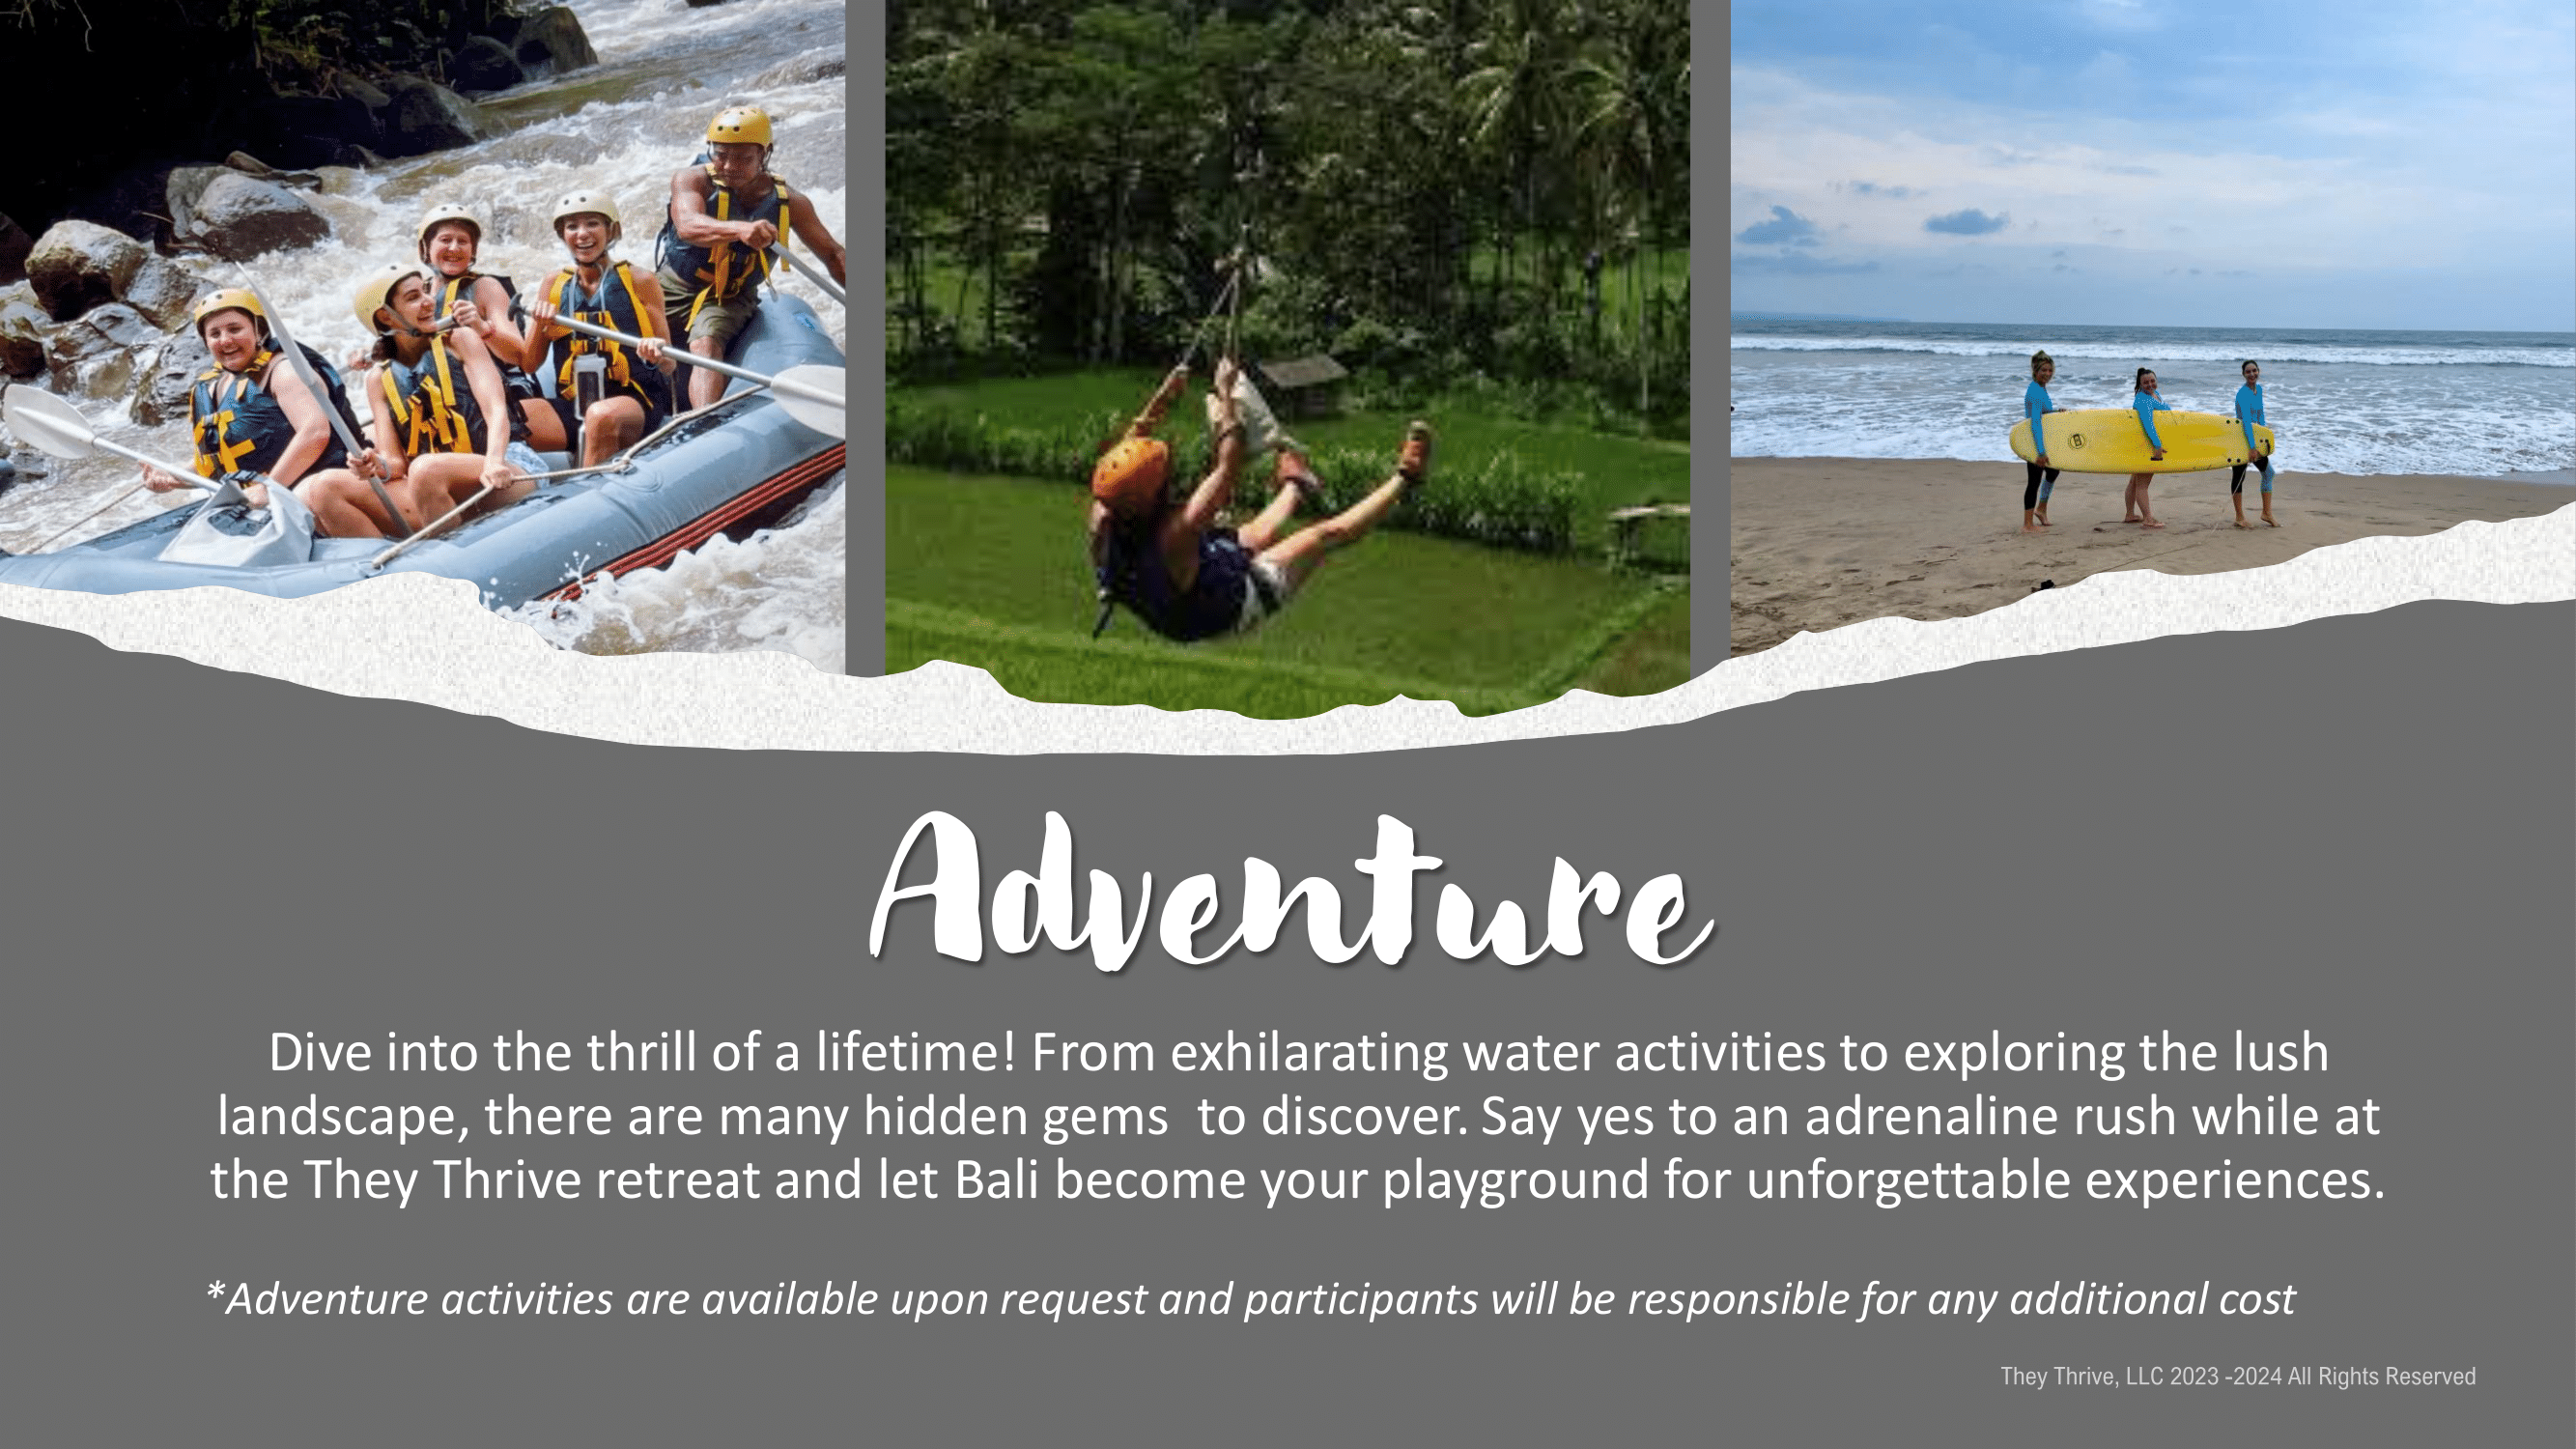 Adventure
Dive into the thrill of a lifetime! From exhilarating water activities to exploring the lush
landscape, there are many hidden gems  to discover. Say yes to an adrenaline rush while at
the They Thrive retreat and let Bali become your playground for unforgettable experiences.
*Adventure activities are available upon request and participants will be responsible for any additional cost
They Thrive, LLC 2023 -2024 All Rights Reserved